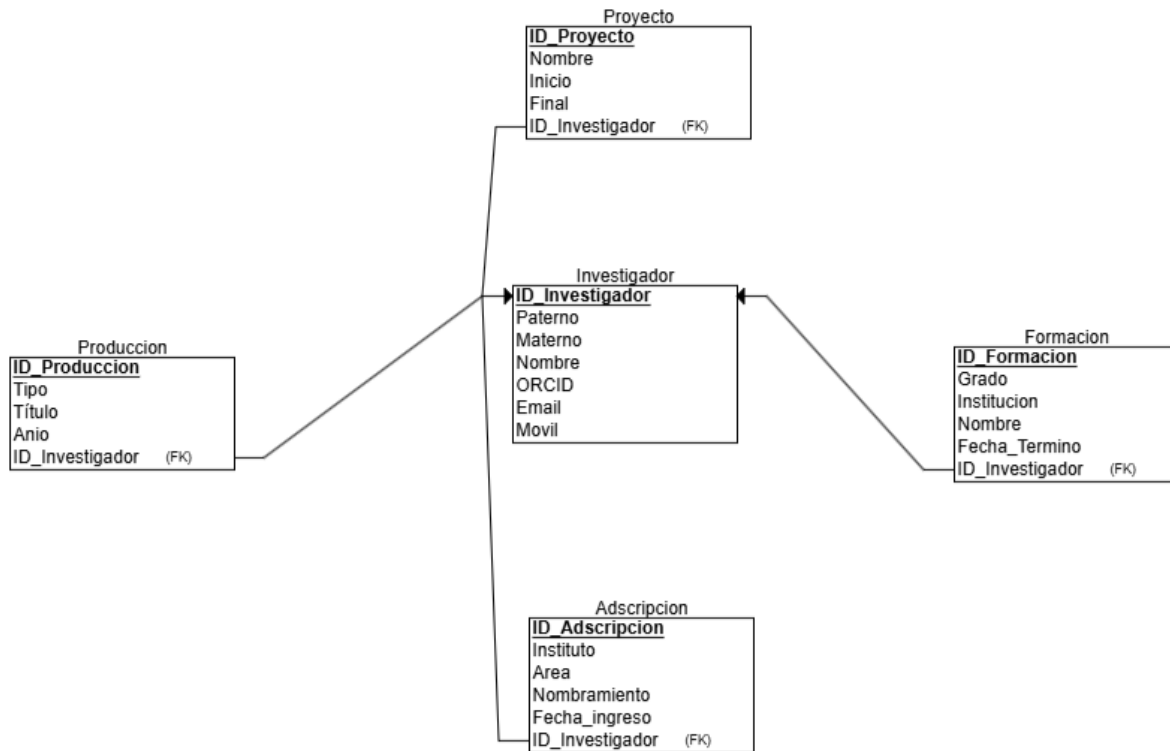 Proyecto
ID_Proyecto
Nombre
Inicio
Final
ID_Investigador (FK)
Investigador
ID_Investigador
Paterno
Materno
Nombre
ORCID
Email
Movil
Produccion
ID_Produccion
Tipo
Título
Anio
ID_Investigador (FK)
Formacion
ID_Formacion
Grado
Institucion
Nombre
Fecha_Termino
ID_Investigador (FK)
Adscripcion
ID_Adscripcion
Instituto
Area
Nombramiento
Fecha_ingreso
ID_Investigador (FK)